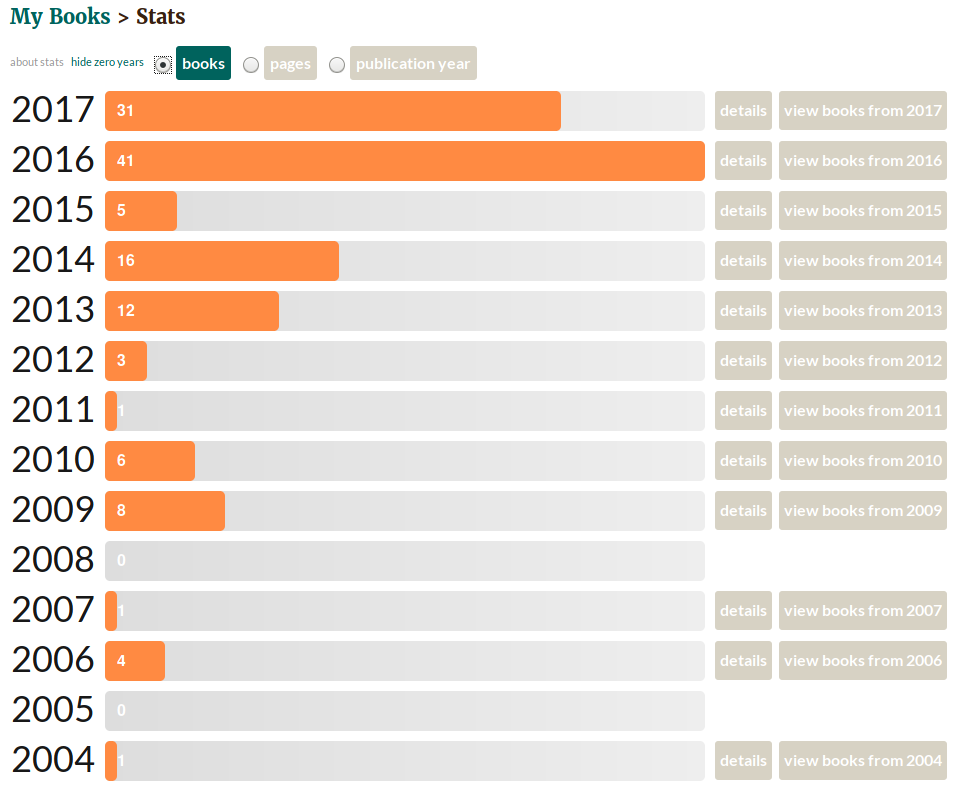 My Books > Stats
about stats hide zero years books pages publication year
2017 31 details view books from 2017
2016 41 details view books from 2016
2015 5 details view books from 2015
2014 16 details view books from 2014
2013 12 details view books from 2013
2012 3 details view books from 2012
2011 1 details view books from 2011
2010 6 details view books from 2010
2009 8 details view books from 2009
2008 0
2007 1 details view books from 2007
2006 4 details view books from 2006
2005 0
2004 1 details view books from 2004